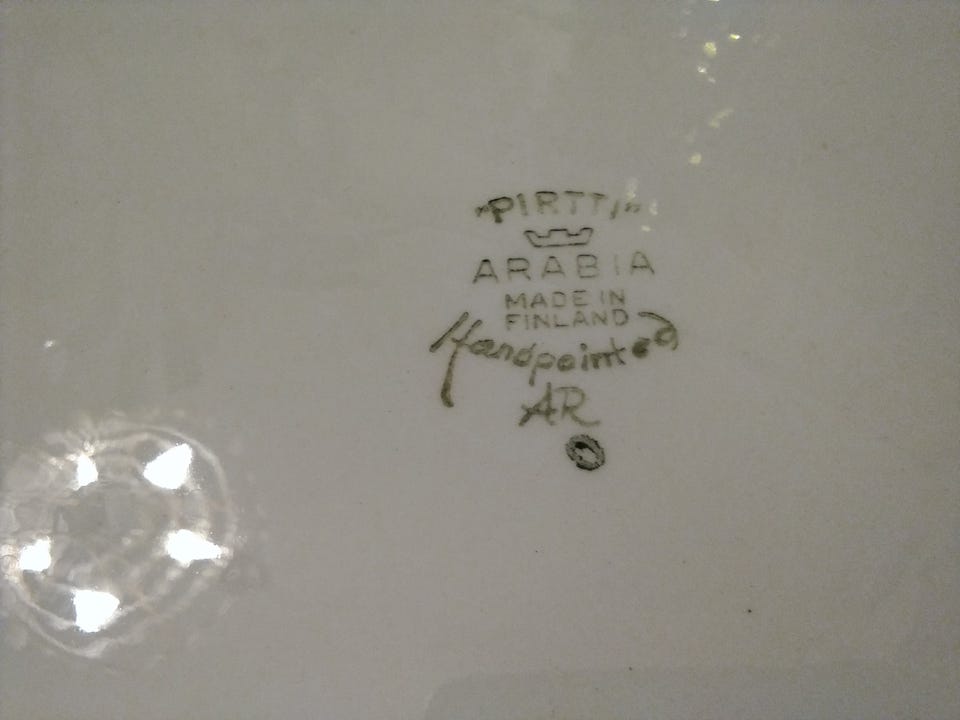 "PIRTTI"
ARABIA
MADE IN
FINLAND
Handpainted
AR